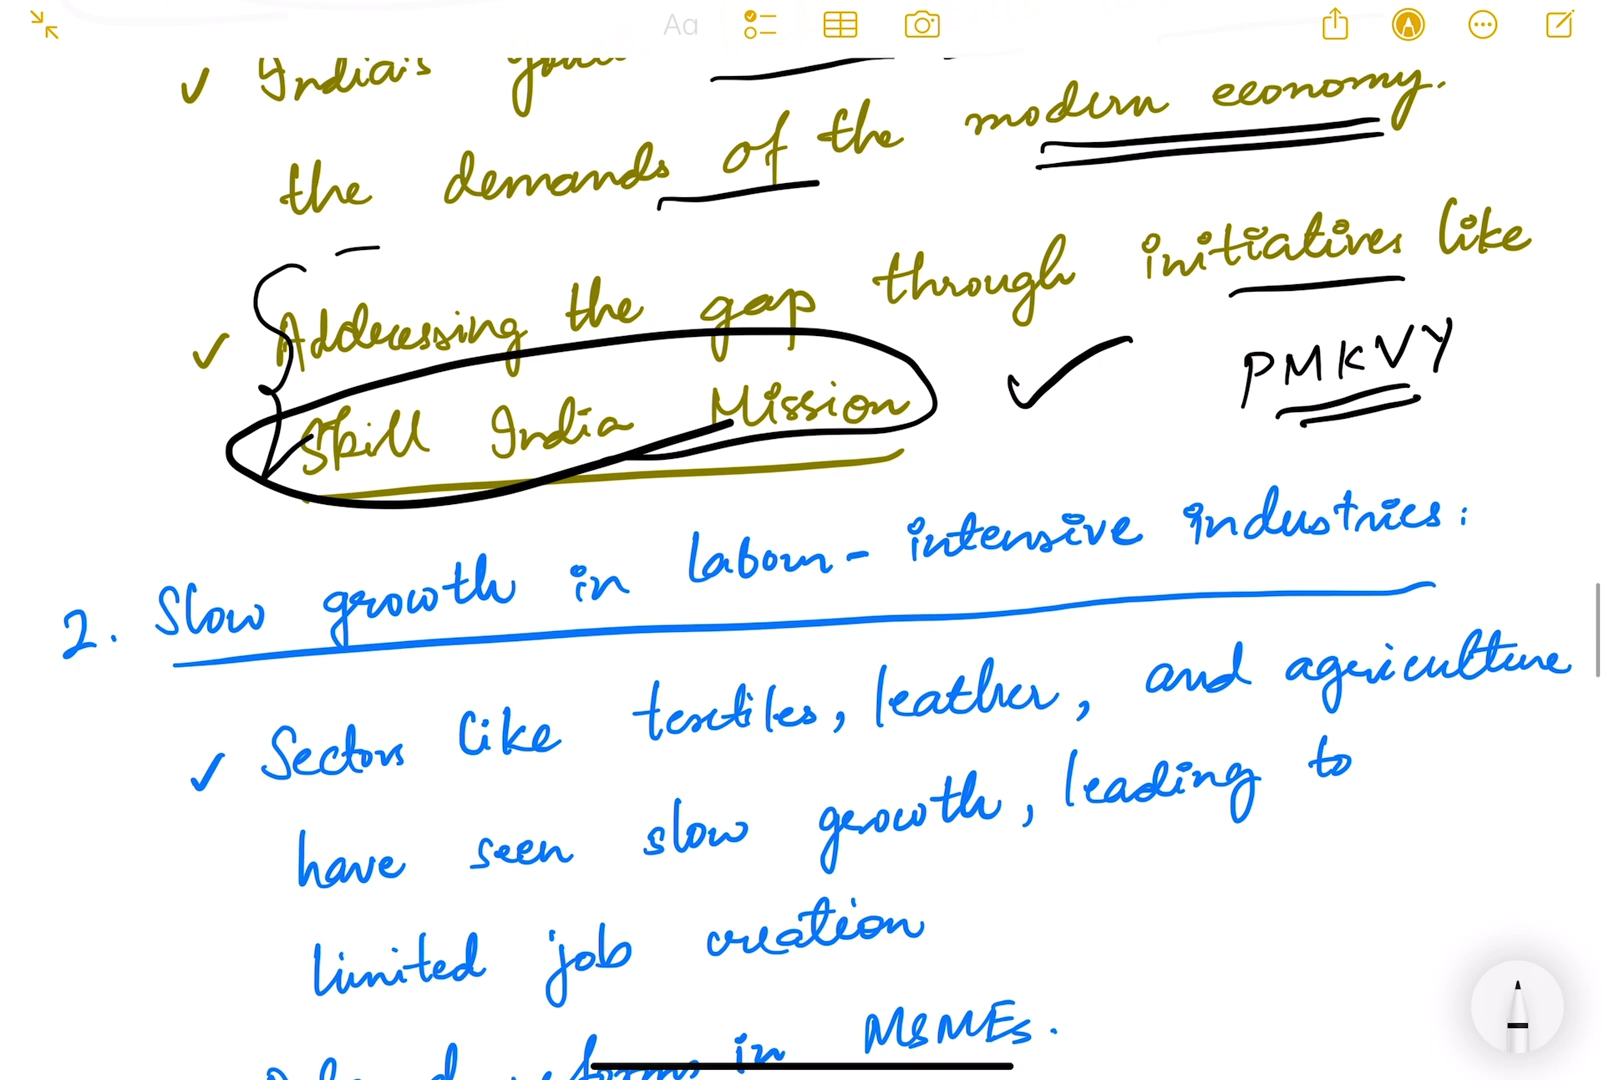 Aa
✓ India's
the demands of the modern economy.
✓ Addressing the gap through initiatives like
Skill India Mission ✓ PMKVY
2. Slow growth in labour-intensive industries:
✓ Sectors like textiles, leather, and agriculture
have seen slow growth, leading to
limited job creation
in MSMEs.